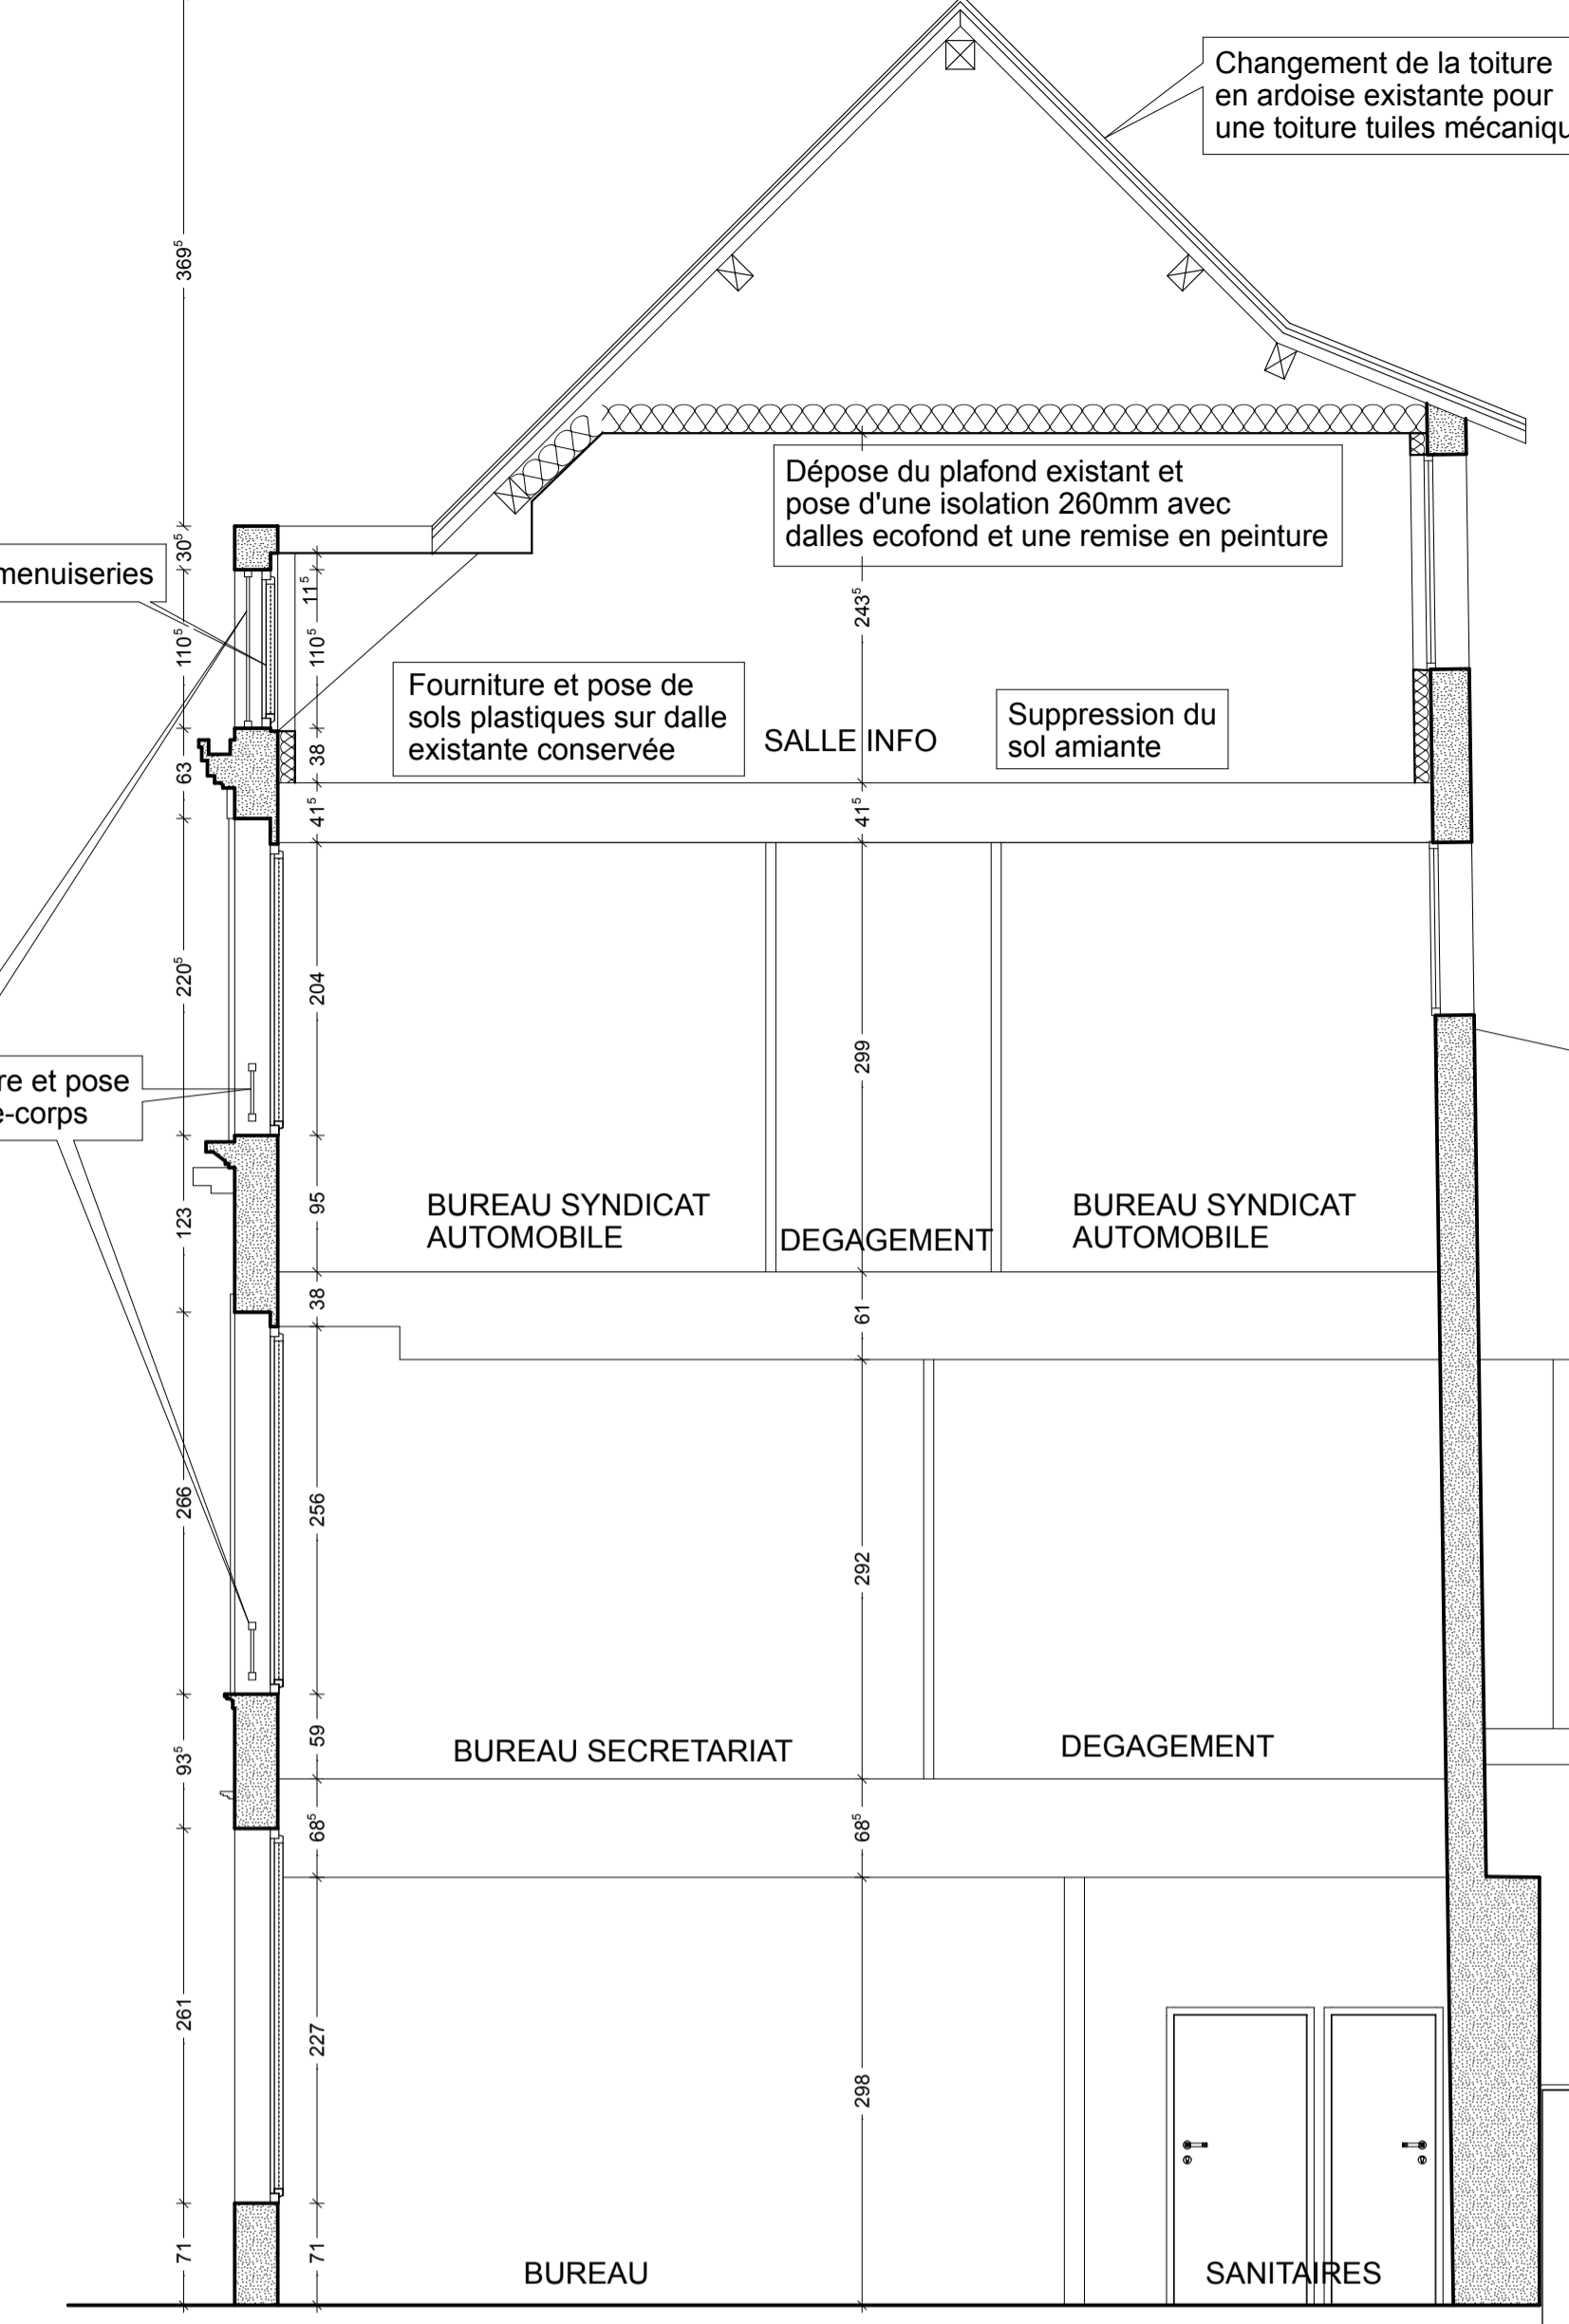 Changement de la toiture
en ardoise existante pour
une toiture tuiles mécaniqu
369⁵
Dépose du plafond existant et
pose d'une isolation 260mm avec
dalles ecofond et une remise en peinture
30⁵
menuiseries
11⁵
243⁵
110⁵
110⁵
Fourniture et pose de
sols plastiques sur dalle
existante conservée
SALLE INFO
Suppression du
sol amiante
63
38
41⁵
41⁵
220⁵
204
299
re et pose
e-corps
123
95
BUREAU SYNDICAT
AUTOMOBILE
DEGAGEMENT
BUREAU SYNDICAT
AUTOMOBILE
38
61
266
256
292
93⁵
59
BUREAU SECRETARIAT
DEGAGEMENT
68⁵
68⁵
261
227
298
71
71
BUREAU
SANITAIRES